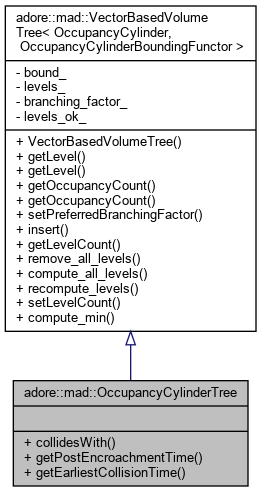 adore::mad::VectorBasedVolume
Tree< OccupancyCylinder,
OccupancyCylinderBoundingFunctor >
- bound_
- levels_
- branching_factor_
- levels_ok_
+ VectorBasedVolumeTree()
+ getLevel()
+ getLevel()
+ getOccupancyCount()
+ getOccupancyCount()
+ setPreferredBranchingFactor()
+ insert()
+ getLevelCount()
+ remove_all_levels()
+ compute_all_levels()
+ recompute_levels()
+ setLevelCount()
+ compute_min()
adore::mad::OccupancyCylinderTree
+ collidesWith()
+ getPostEncroachmentTime()
+ getEarliestCollisionTime()